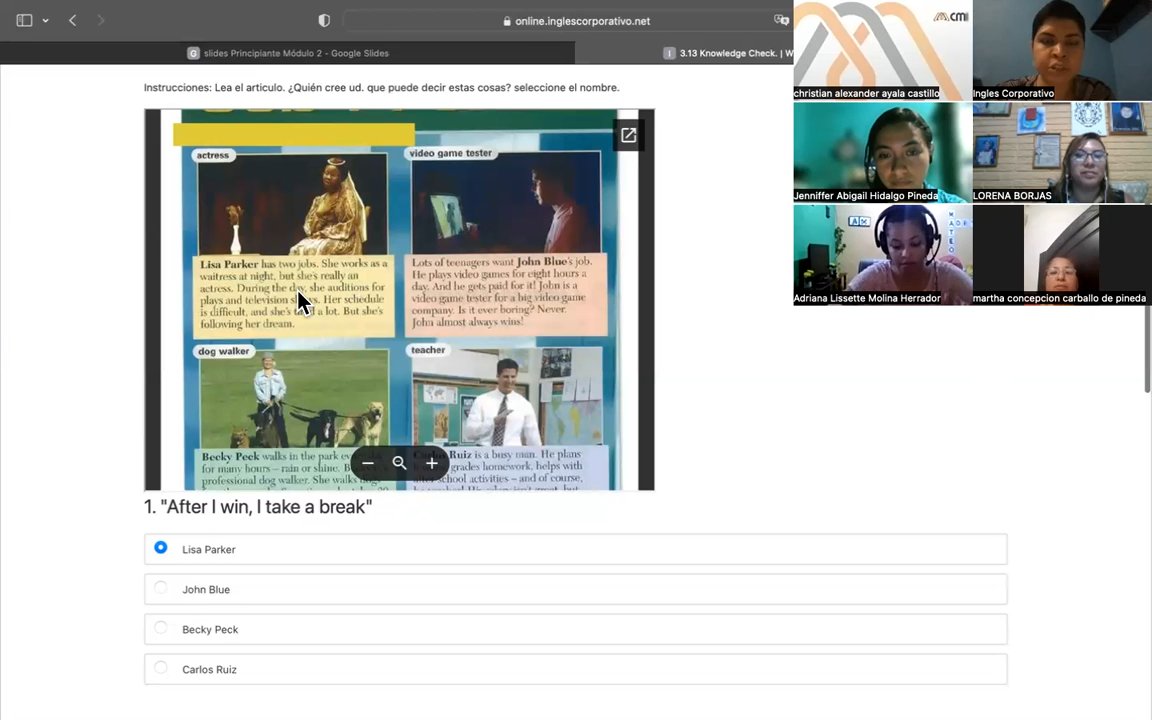 online.inglescorporativo.net
slides Principiante Módulo 2 - Google Slides
3.13 Knowledge Check. | W
Instrucciones: Lea el articulo. ¿Quién cree ud. que puede decir estas cosas? seleccione el nombre.
actress
Lisa Parker has two jobs. She works as a
waitress at night, but she's really an
actress. During the day, she auditions for
plays and television Her schedule
is difficult, and she's a lot. But she's
following her dream.
video game tester
Lots of teenagers want John Blue's job.
He plays video games for eight hours a
day. And he gets paid for it! John is a
video game tester for a big video game
company. Is it ever boring? Never.
John almost always wins!
dog walker
Becky Peck walks in the park
for many hours – rain or shine.
professional dog walker. She walks
teacher
Ruiz is a busy man. He plans
grades homework, helps with
school activities – and of course,
1. "After I win, I take a break"
Lisa Parker
John Blue
Becky Peck
Carlos Ruiz
CMI
christian alexander ayala castillo
Ingles Corporativo
Jenniffer Abigail Hidalgo Pineda
LORENA BORJAS
Adriana Lissette Molina Herrador
martha concepcion carballo de pineda